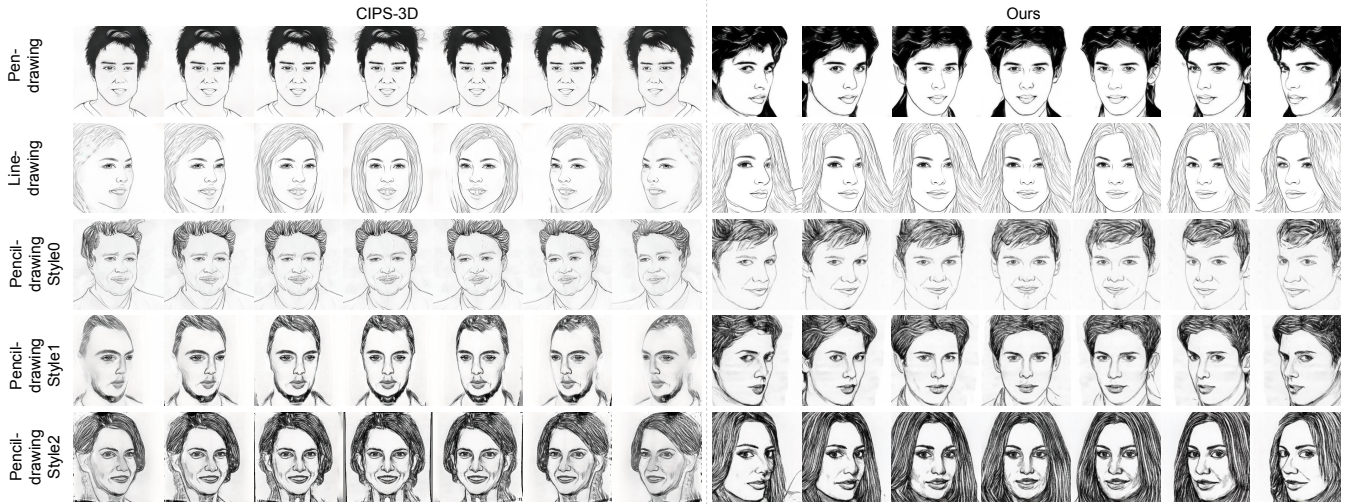 CIPS-3D
Ours
Pen-
drawing
Line-
drawing
Pencil-
drawing
Style0
Pencil-
drawing
Style1
Pencil-
drawing
Style2